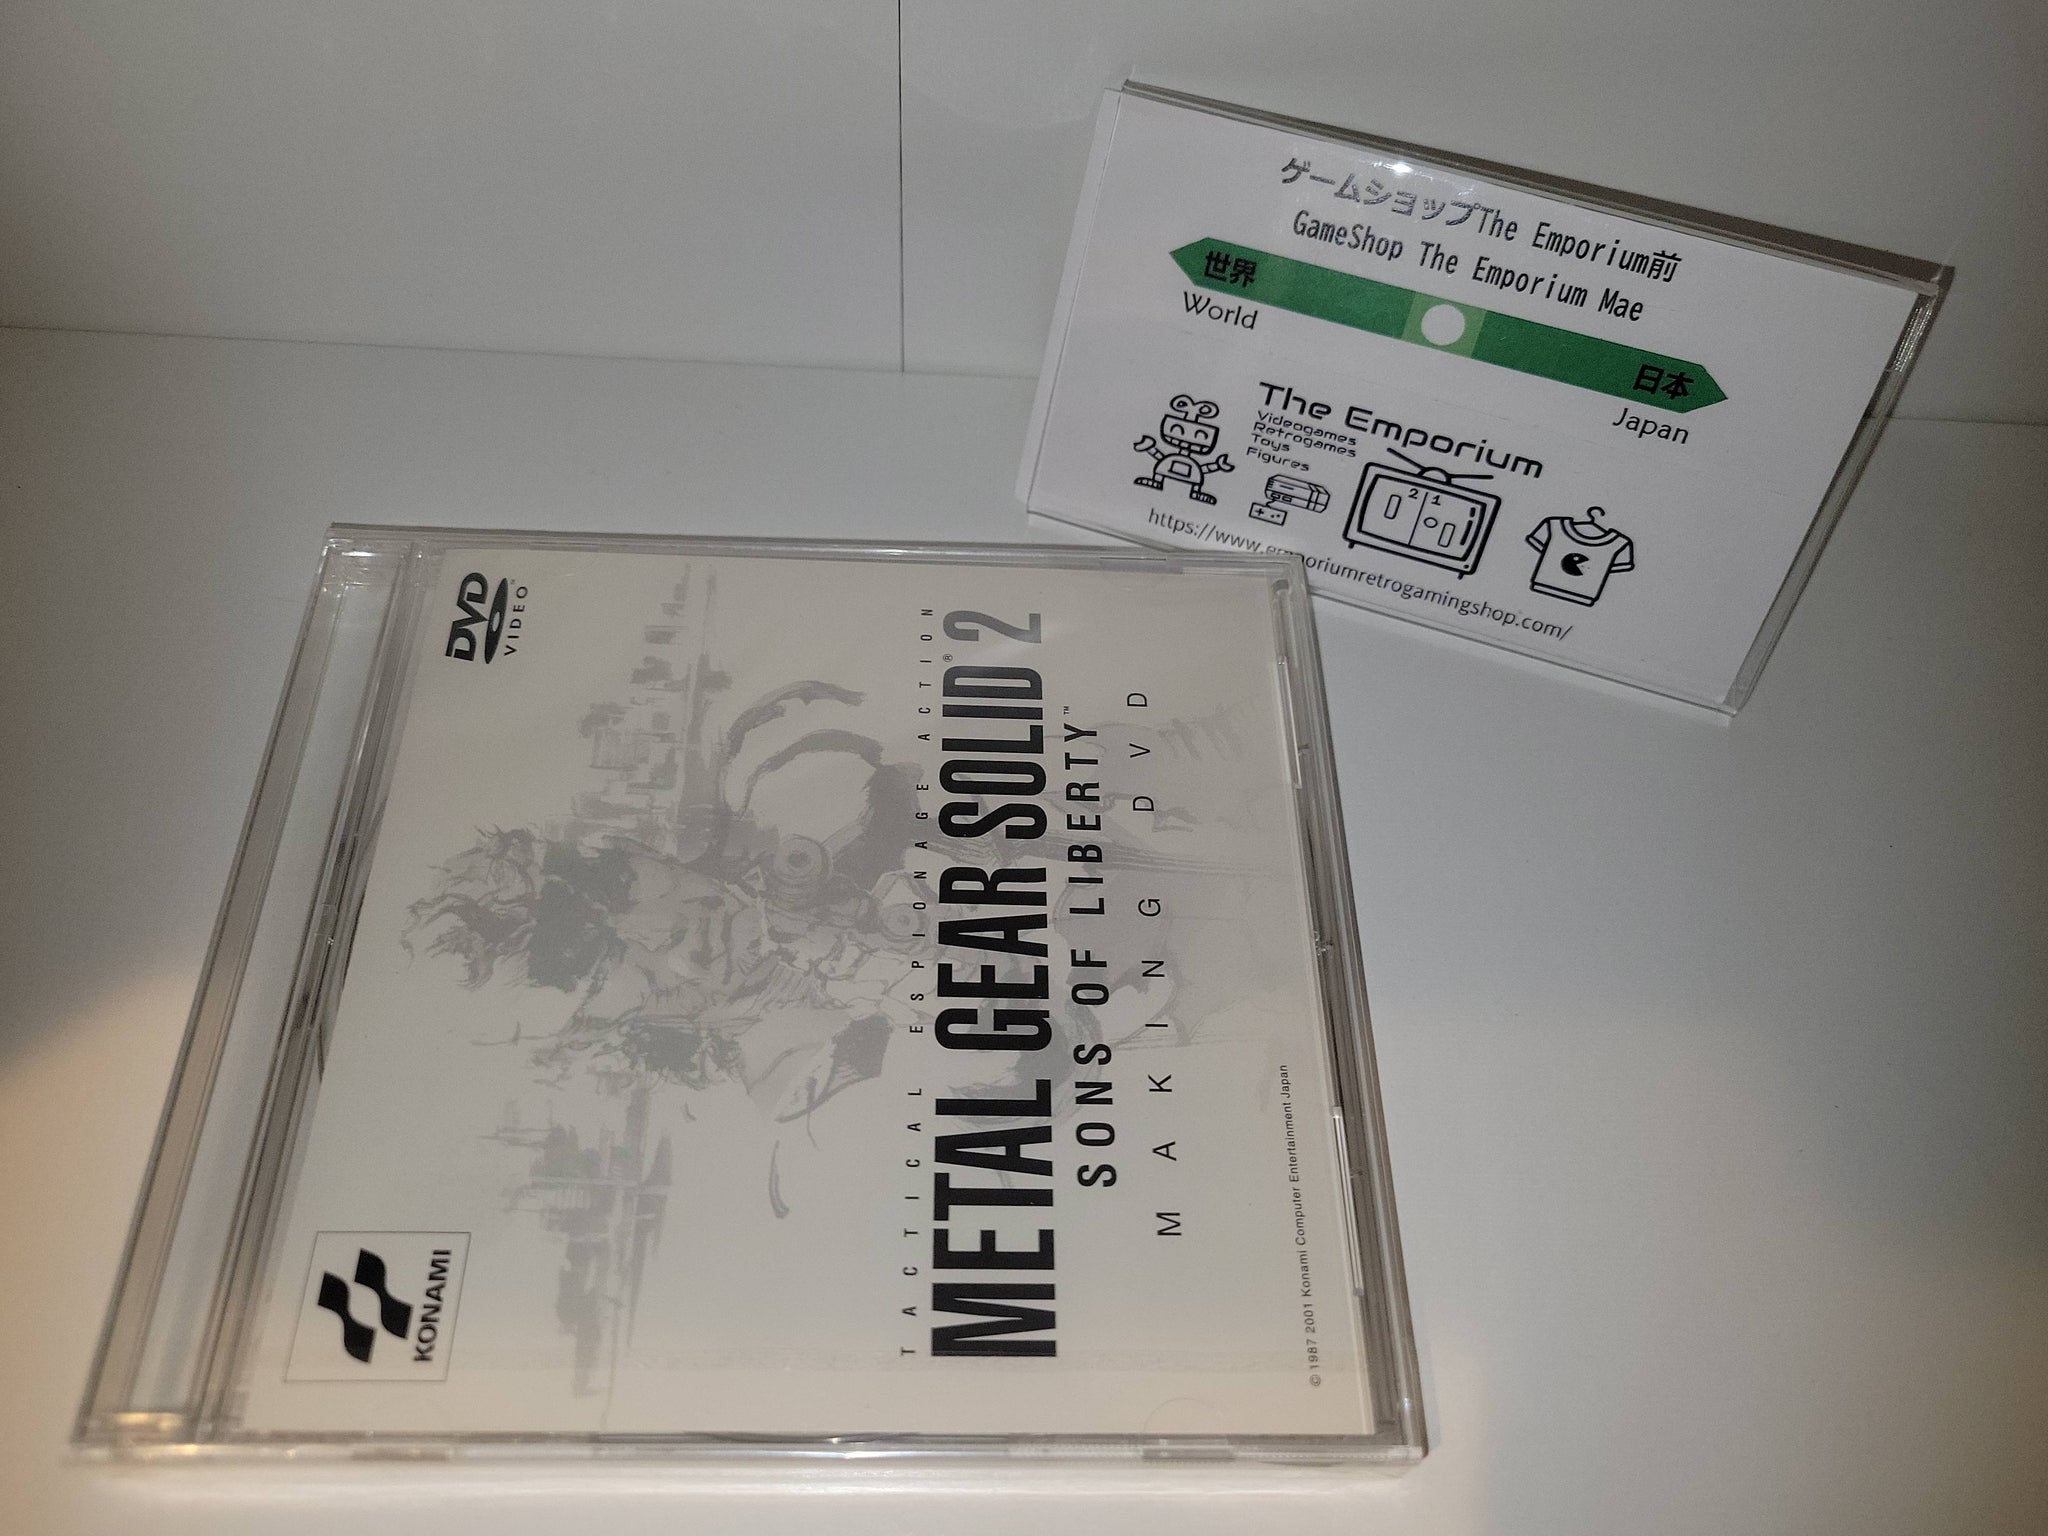 ゲームショップThe Emporium前
GameShop The Emporium Mae
世界
World
日本
Japan
The Emporium
Videogames
Retrogames
Toys
Figures
2 1
https://www.emporiumretrogamingshop.com/
DVD
VIDEO
KONAMI
TACTICAL ESPIONAGE ACTION
METAL GEAR SOLID® 2
SONS OF LIBERTY™
MAKING DVD
© 1987 2001 Konami Computer Entertainment Japan